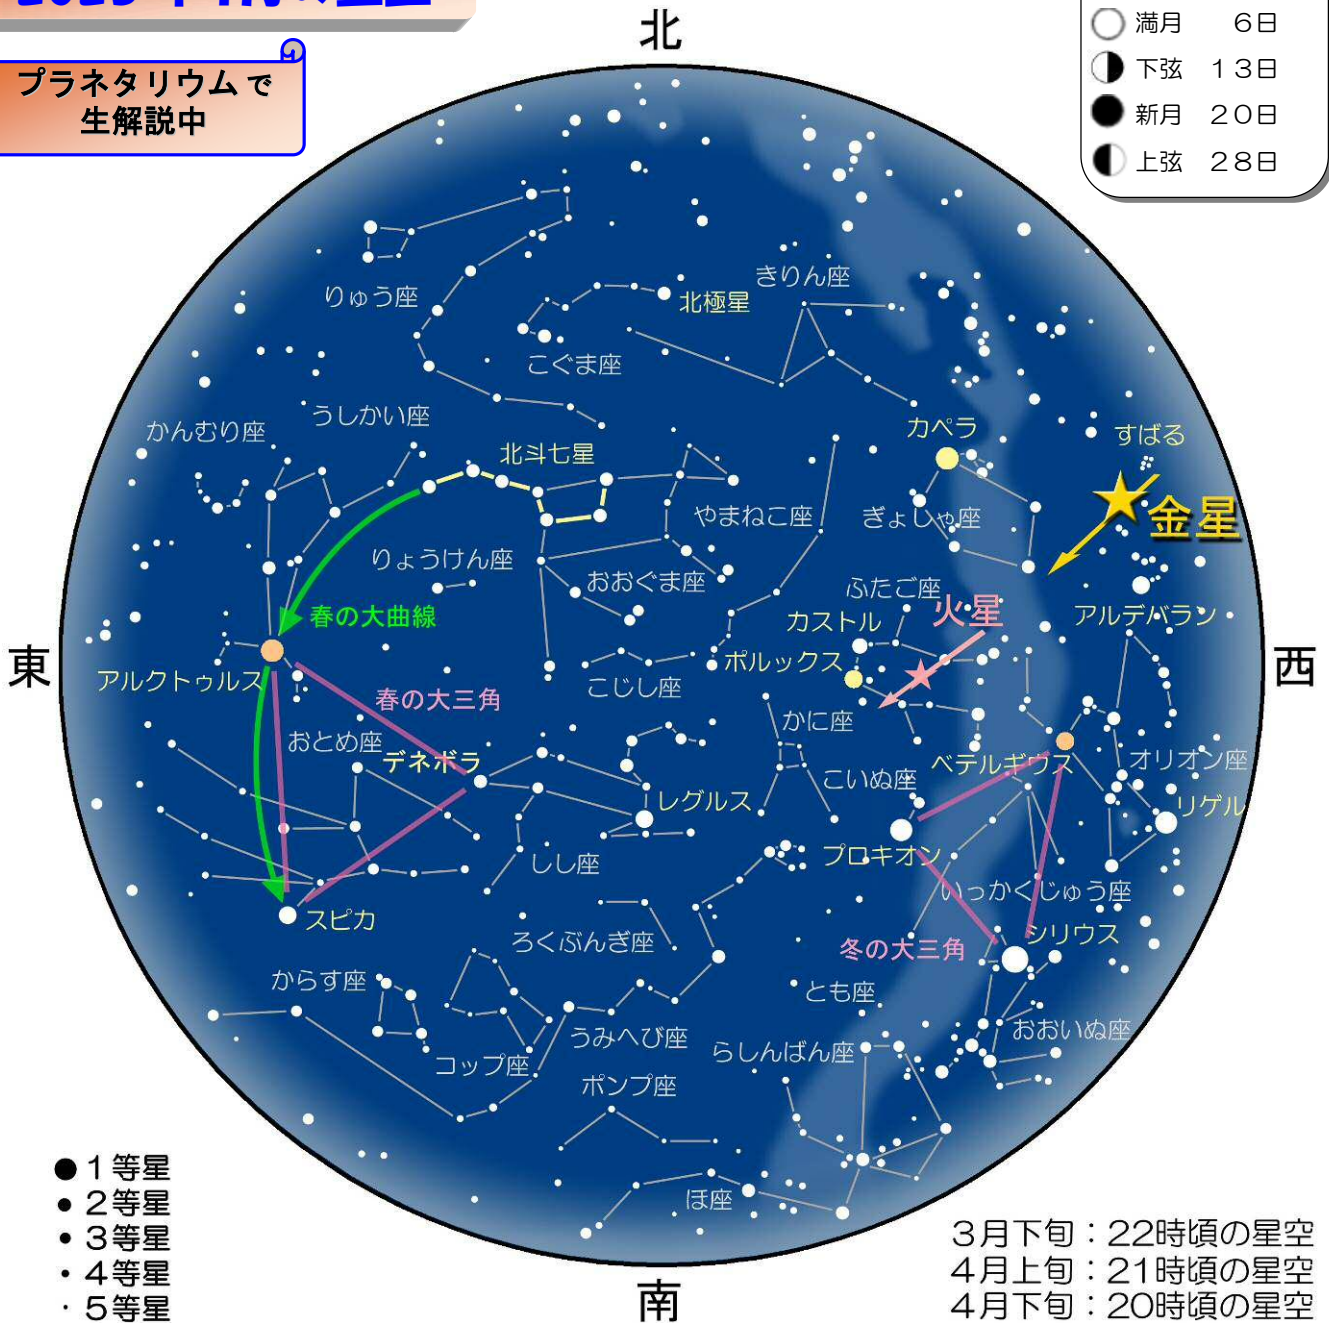 プラネタリウムで
生解説中
満月 6日
下弦 13日
新月 20日
上弦 28日
北
東
西
南
りゅう座
北極星
きりん座
こぐま座
かんむり座
うしかい座
北斗七星
カペラ
すばる
金星
やまねこ座
ぎょしゃ座
りょうけん座
おおぐま座
ふたご座
火星
アルデバラン
春の大曲線
カストル
ポルックス
アルクトゥルス
こじし座
春の大三角
かに座
おとめ座
デネボラ
ベテルギウス
オリオン座
こいぬ座
レグルス
リゲル
しし座
プロキオン
いっかくじゅう座
スピカ
ろくぶんぎ座
冬の大三角
シリウス
からす座
とも座
うみへび座
らしんばん座
おおいぬ座
コップ座
ポンプ座
ほ座
1等星
2等星
3等星
4等星
5等星
3月下旬：22時頃の星空
4月上旬：21時頃の星空
4月下旬：20時頃の星空